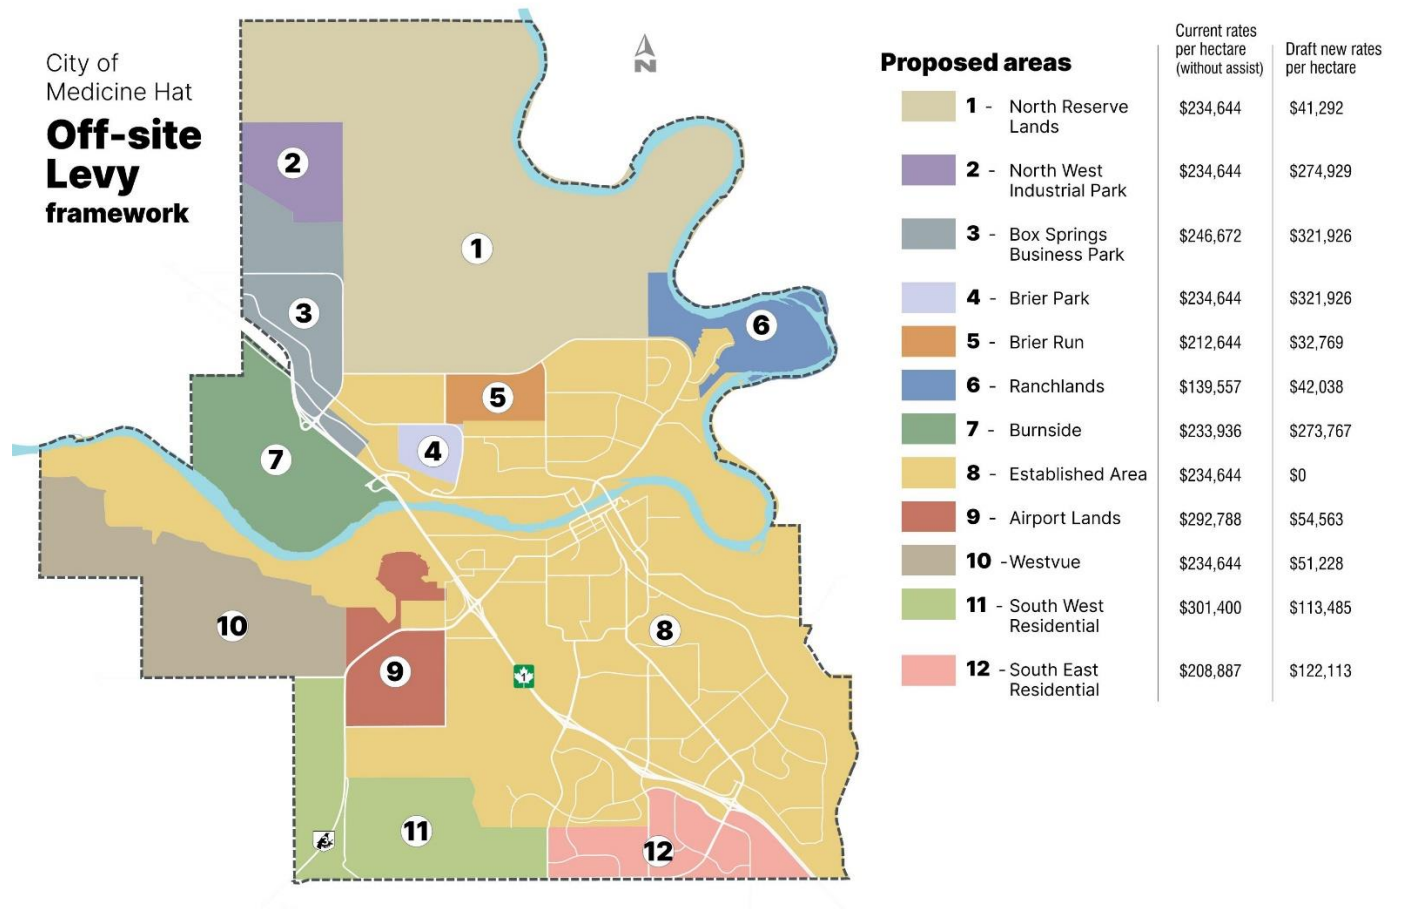 City of
Medicine Hat
Off-site
Levy
framework
N
2
1
3
6
5
4
7
10
9
8
1
11
12
Proposed areas
Current rates
per hectare
(without assist)
Draft new rates
per hectare
1 - North Reserve
Lands
$234,644
$41,292
2 - North West
Industrial Park
$234,644
$274,929
3 - Box Springs
Business Park
$246,672
$321,926
4 - Brier Park
$234,644
$321,926
5 - Brier Run
$212,644
$32,769
6 - Ranchlands
$139,557
$42,038
7 - Burnside
$233,936
$273,767
8 - Established Area
$234,644
$0
9 - Airport Lands
$292,788
$54,563
10 -Westvue
$234,644
$51,228
11 - South West
Residential
$301,400
$113,485
12 -South East
Residential
$208,887
$122,113